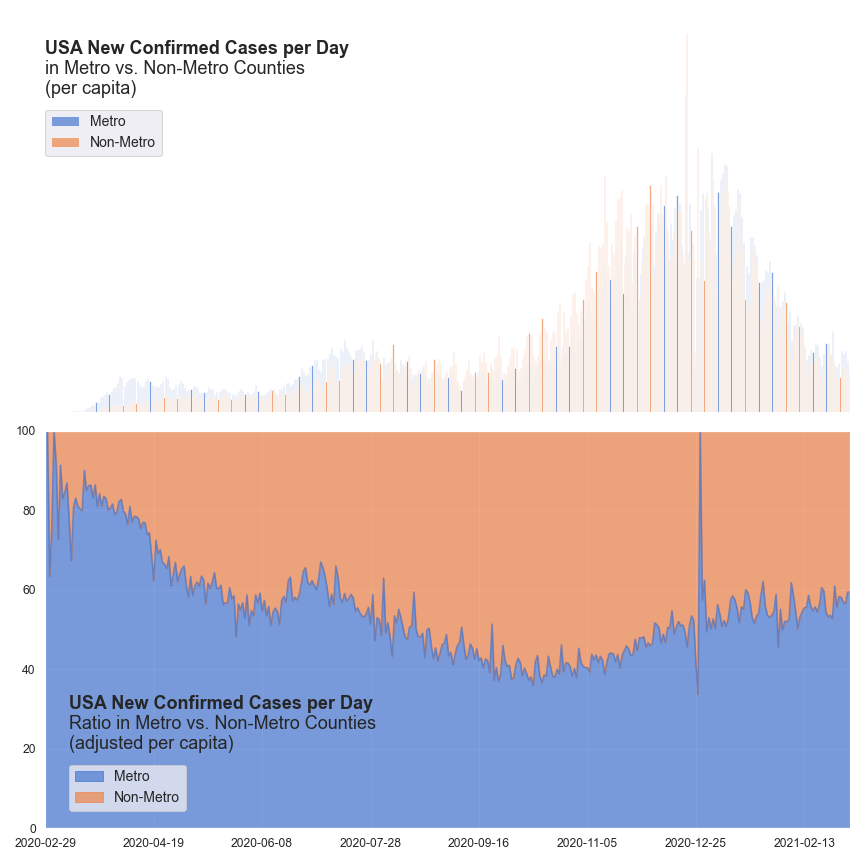 USA New Confirmed Cases per Day
in Metro vs. Non-Metro Counties
(per capita)
Metro
Non-Metro
100
80
60
40
20
0
USA New Confirmed Cases per Day
Ratio in Metro vs. Non-Metro Counties
(adjusted per capita)
Metro
Non-Metro
2020-02-29 2020-04-19 2020-06-08 2020-07-28 2020-09-16 2020-11-05 2020-12-25 2021-02-13